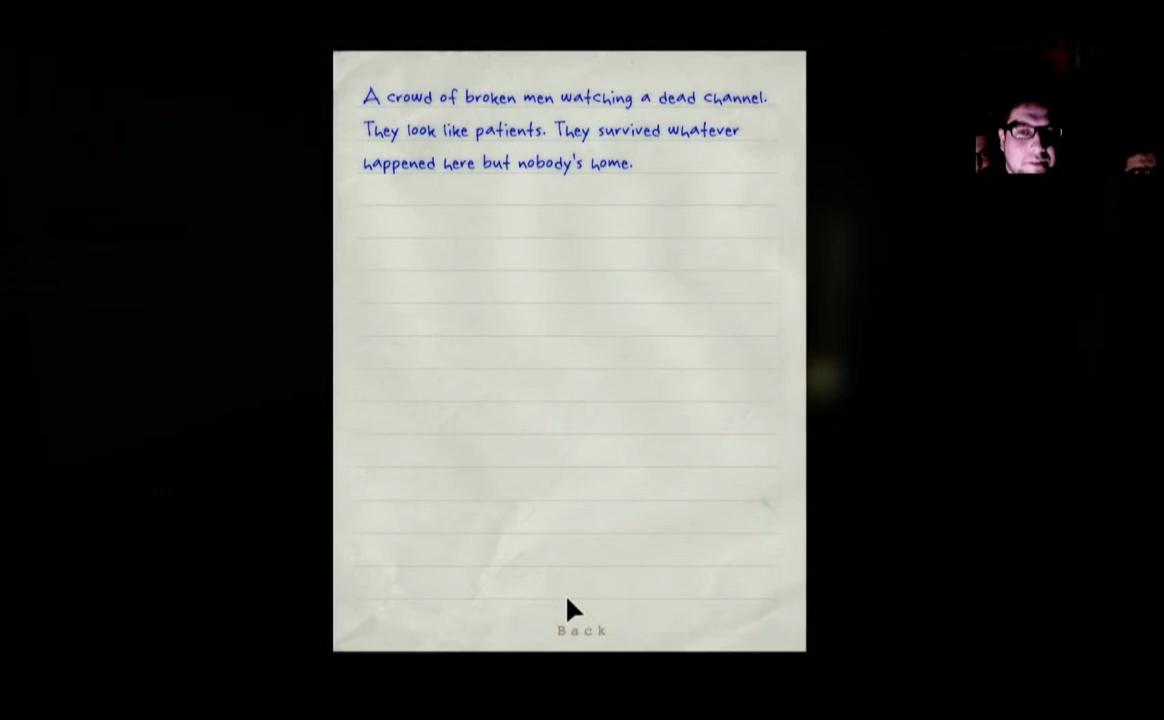 A crowd of broken men watching a dead channel.
They look like patients. They survived whatever
happened here but nobody's home.
Back